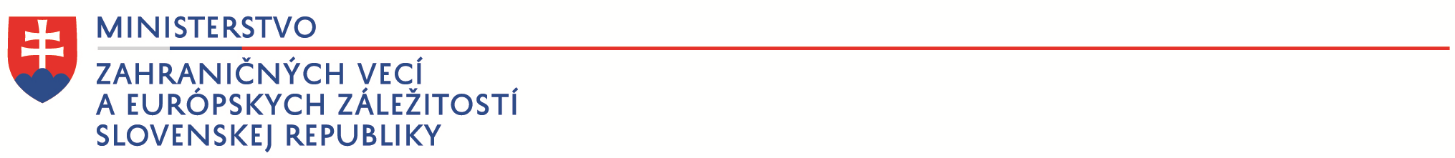 MINISTERSTVO
ZAHRANIČNÝCH VECÍ
A EURÓPSKYCH ZÁLEŽITOSTÍ
SLOVENSKEJ REPUBLIKY